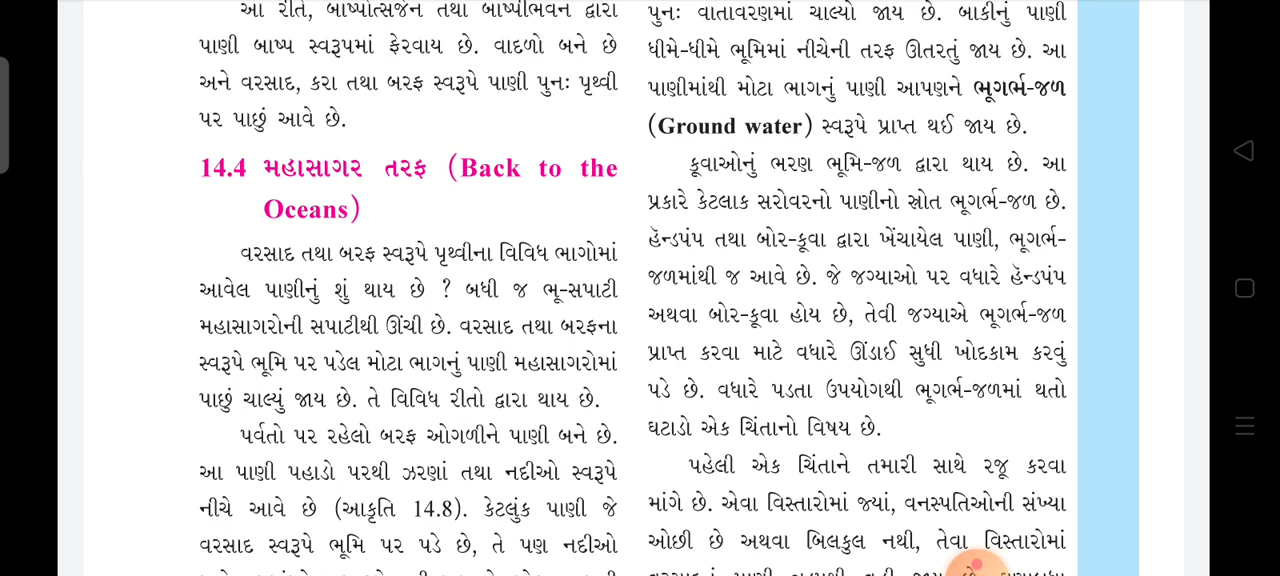 આ રીતે, બાષ્પોત્સર્જન તથા બાષ્પીભવન દ્વારા
પાણી બાષ્પ સ્વરૂપમાં ફેરવાય છે. વાદળો બને છે
અને વરસાદ, કરા તથા બરફ સ્વરૂપે પાણી પુનઃ પૃથ્વી
પર પાછું આવે છે.
14.4 મહાસાગર તરફ (Back to the
Oceans)
વરસાદ તથા બરફ સ્વરૂપે પૃથ્વીના વિવિધ ભાગોમાં
આવેલ પાણીનું શું થાય છે ? બધી જ ભૂ-સપાટી
મહાસાગરોની સપાટીથી ઊંચી છે. વરસાદ તથા બરફના
સ્વરૂપે ભૂમિ પર પડેલ મોટા ભાગનું પાણી મહાસાગરોમાં
પાછું ચાલ્યું જાય છે. તે વિવિધ રીતો દ્વારા થાય છે.
પર્વતો પર રહેલો બરફ ઓગળીને પાણી બને છે.
આ પાણી પહાડો પરથી ઝરણાં તથા નદીઓ સ્વરૂપે
નીચે આવે છે (આકૃતિ 14.8). કેટલુંક પાણી જે
વરસાદ સ્વરૂપે ભૂમિ પર પડે છે, તે પણ નદીઓ
પુનઃ વાતાવરણમાં ચાલ્યો જાય છે. બાકીનું પાણી
ધીમે-ધીમે ભૂમિમાં નીચેની તરફ ઊતરતું જાય છે. આ
પાણીમાંથી મોટા ભાગનું પાણી આપણને ભૂગર્ભ-જળ
(Ground water) સ્વરૂપે પ્રાપ્ત થઈ જાય છે.
કૂવાઓનું ભરણ ભૂમિ-જળ દ્વારા થાય છે. આ
પ્રકારે કેટલાક સરોવરનો પાણીનો સ્રોત ભૂગર્ભ-જળ છે.
હૅન્ડપંપ તથા બોર-કૂવા દ્વારા ખેંચાયેલ પાણી, ભૂગર્ભ-
જળમાંથી જ આવે છે. જે જગ્યાઓ પર વધારે હૅન્ડપંપ
અથવા બોર-કૂવા હોય છે, તેવી જગ્યાએ ભૂગર્ભ-જળ
પ્રાપ્ત કરવા માટે વધારે ઊંડાઈ સુધી ખોદકામ કરવું
પડે છે. વધારે પડતા ઉપયોગથી ભૂગર્ભ-જળમાં થતો
ઘટાડો એક ચિંતાનો વિષય છે.
પહેલી એક ચિંતાને તમારી સાથે રજૂ કરવા
માંગે છે. એવા વિસ્તારોમાં જ્યાં, વનસ્પતિઓની સંખ્યા
ઓછી છે અથવા બિલકુલ નથી, તેવા વિસ્તારોમાં